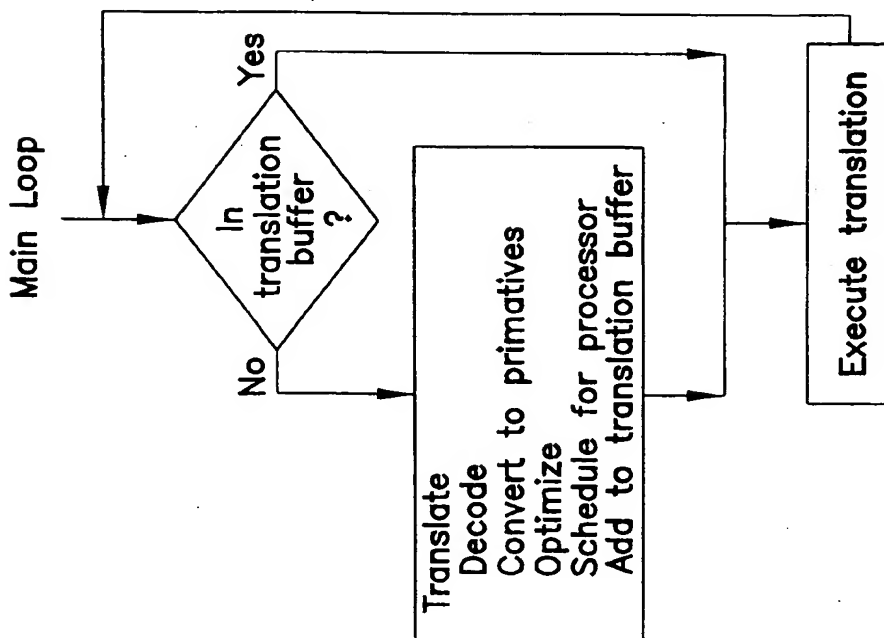 Main Loop
In
translation
buffer
?
Yes
No
Translate
Decode
Convert to primatives
Optimize
Schedule for processor
Add to translation buffer
Execute translation